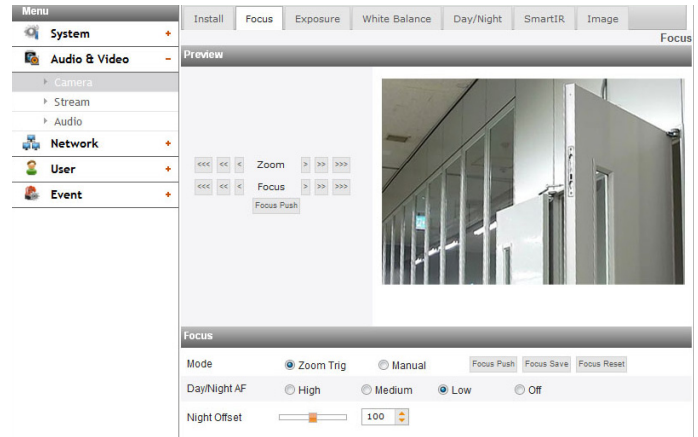 Menu
System +
Audio & Video -
Camera
Stream
Audio
Network +
User +
Event +
Install Focus Exposure White Balance Day/Night SmartIR Image
Focus
Preview
<<< << < Zoom > >> >>>
<<< << < Focus > >> >>>
Focus Push
Focus
Mode Zoom Trig Manual Focus Push Focus Save Focus Reset
Day/Night AF High Medium Low Off
Night Offset 100